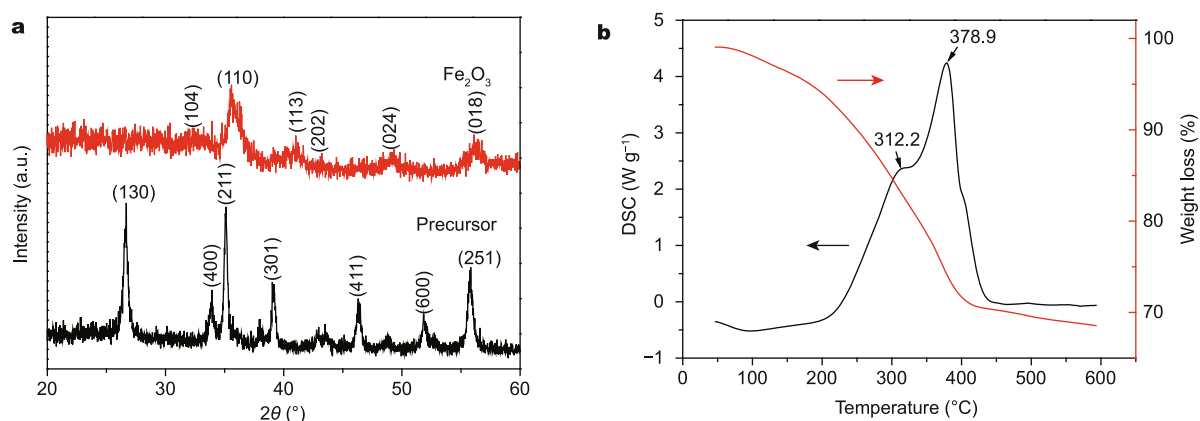 a
Intensity (a.u.)
Fe₂O₃
(104)
(110)
(113)
(202)
(024)
(018)
Precursor
(130)
(400)
(211)
(301)
(411)
(600)
(251)
20 30 40 50 60
2θ (°)
b
DSC (W g⁻¹)
5
4
3
2
1
0
−1
378.9
312.2
100
90
80
70
Weight loss (%)
0 100 200 300 400 500 600
Temperature (°C)